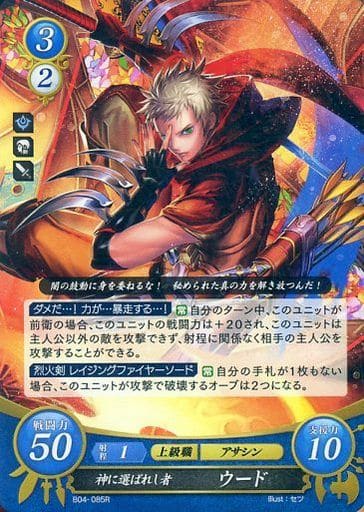 3
2
闇の鼓動に身を委ねるな! 秘められた真の力を解き放つんだ!
ダメだ…!力が…暴走する…! 常 自分のターン中、このユニットが
前衛の場合、このユニットの戦闘力は+20され、このユニットは
主人公以外の敵を攻撃できず、射程に関係なく相手の主人公を
攻撃することができる。
烈火剣 レイジングファイヤーソード 常 自分の手札が1枚もない
場合、このユニットが攻撃で破壊するオーブは2つになる。
戦闘力 50
射程 1 上級職 アサシン
支援力 10
神に選ばれし者 ウード
B04-085R Illust:セツ